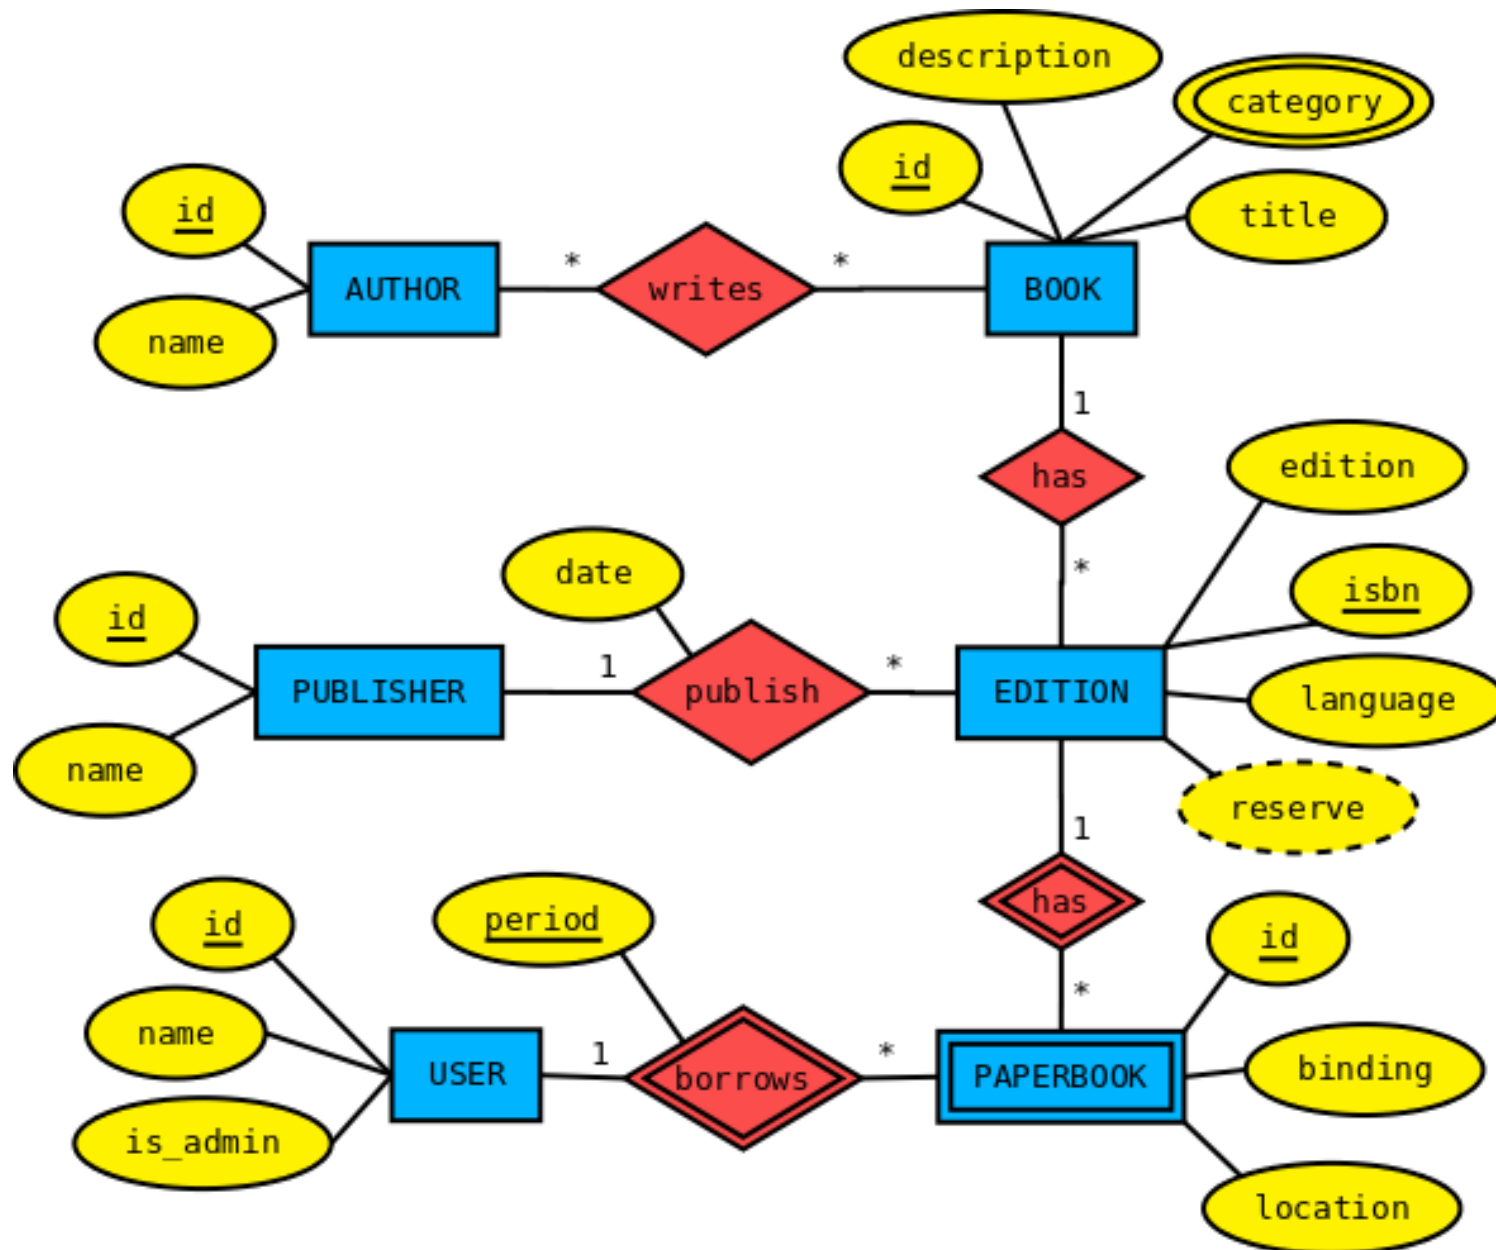 description
category
id
title
id
AUTHOR
*
writes
*
BOOK
name
1
has
edition
*
isbn
date
id
PUBLISHER
1
publish
*
EDITION
language
name
reserve
1
has
id
period
id
name
*
USER
1
borrows
*
PAPERBOOK
binding
is_admin
location